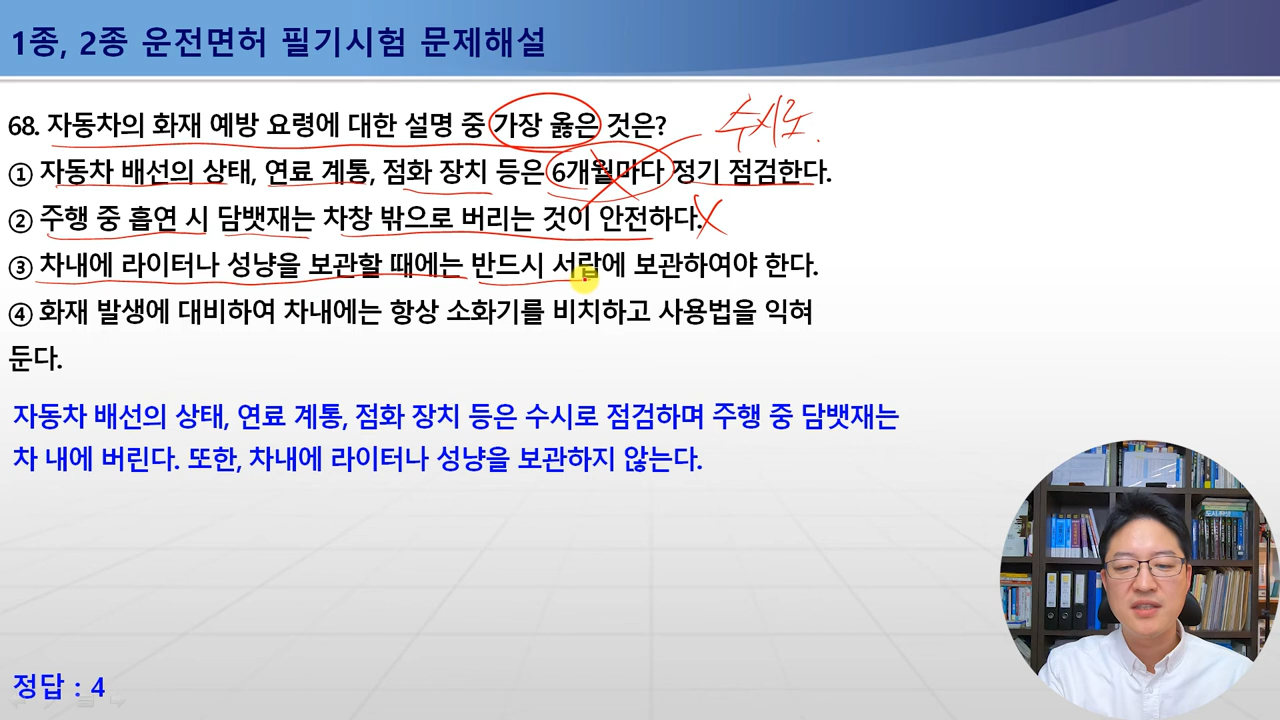 1종, 2종 운전면허 필기시험 문제해설
68. 자동차의 화재 예방 요령에 대한 설명 중 가장 옳은 것은?
수시로.
① 자동차 배선의 상태, 연료 계통, 점화 장치 등은 6개월마다 정기 점검한다.
② 주행 중 흡연 시 담뱃재는 차창 밖으로 버리는 것이 안전하다.
③ 차내에 라이터나 성냥을 보관할 때에는 반드시 서랍에 보관하여야 한다.
④ 화재 발생에 대비하여 차내에는 항상 소화기를 비치하고 사용법을 익혀
둔다.
자동차 배선의 상태, 연료 계통, 점화 장치 등은 수시로 점검하며 주행 중 담뱃재는
차 내에 버린다. 또한, 차내에 라이터나 성냥을 보관하지 않는다.
정답 : 4